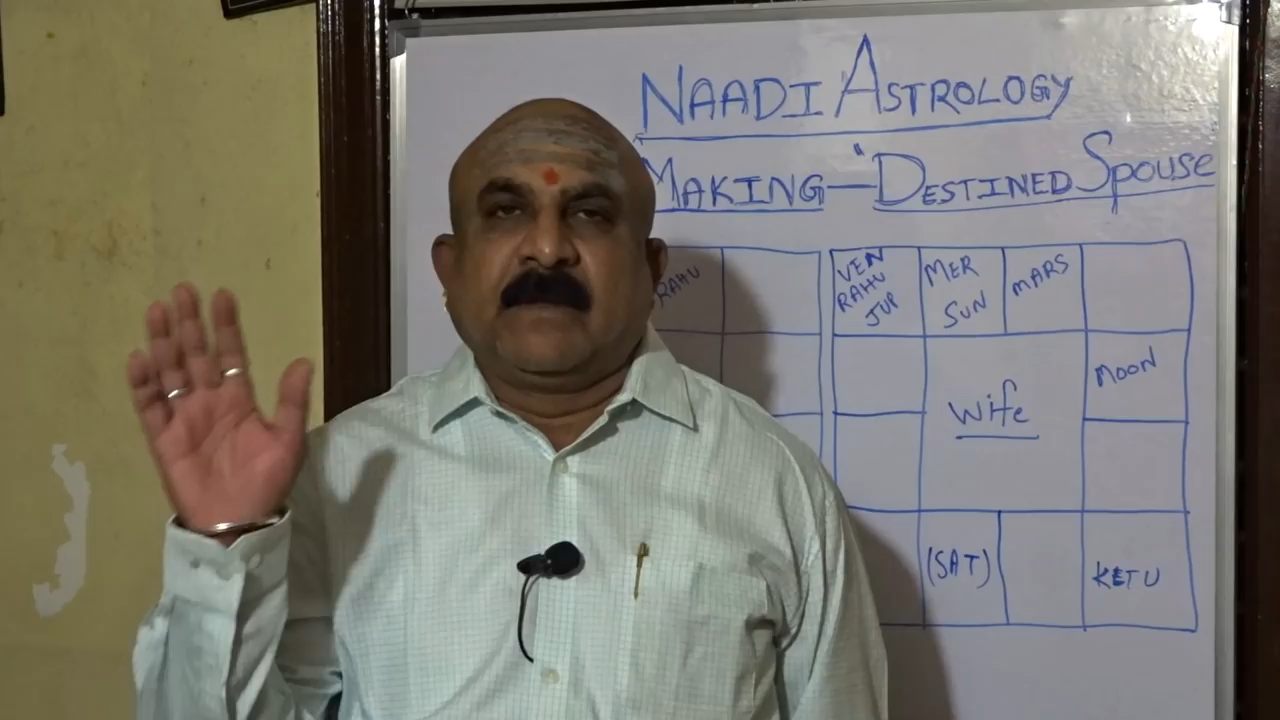 NAADI ASTROLOGY
MAKING — "DESTINED SPOUSE
RAHU
VEN
RAHU
JUP
MER
SUN
MARS
MOON
Wife
(SAT)
KETU